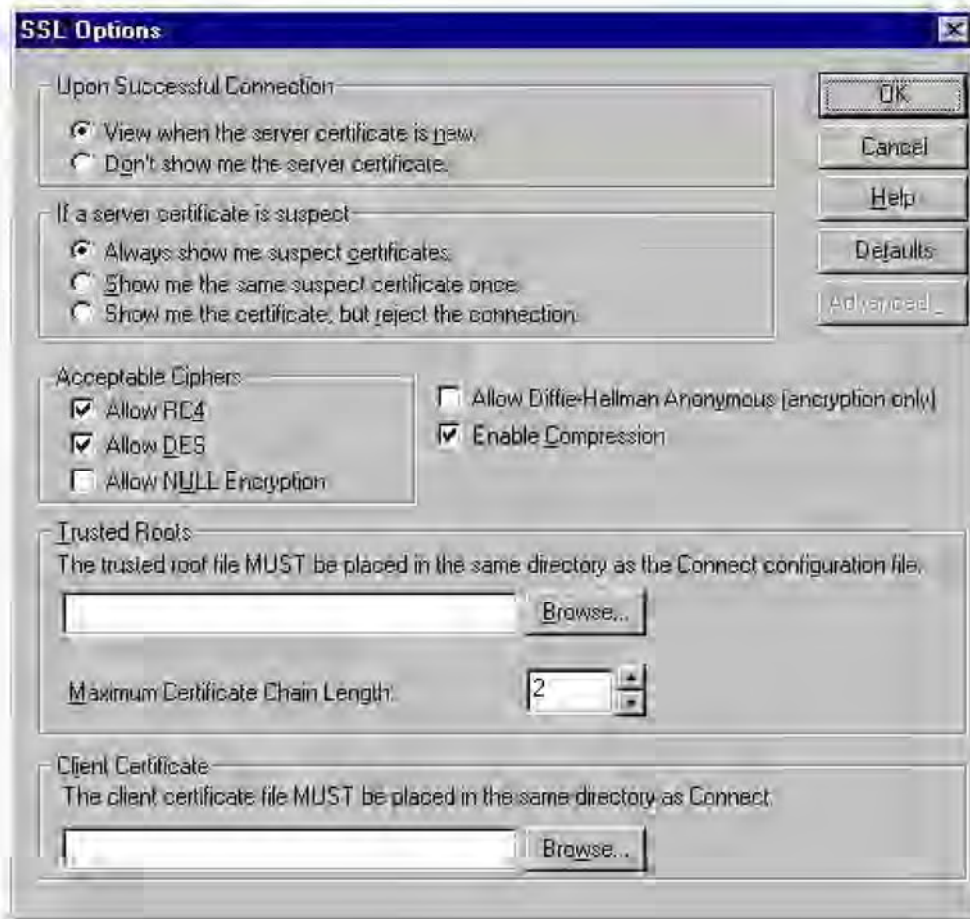 SSL Options
Upon Successful Connection
View when the server certificate is new.
Don't show me the server certificate.
If a server certificate is suspect
Always show me suspect certificates.
Show me the same suspect certificate once.
Show me the certificate, but reject the connection.
OK
Cancel
Help
Defaults
Advanced...
Acceptable Ciphers
Allow RC4
Allow DES
Allow NULL Encryption
Allow Diffie-Hellman Anonymous (encryption only)
Enable Compression
Trusted Roots
The trusted root file MUST be placed in the same directory as the Connect configuration file.
Browse...
Maximum Certificate Chain Length:
2
Client Certificate
The client certificate file MUST be placed in the same directory as Connect.
Browse...